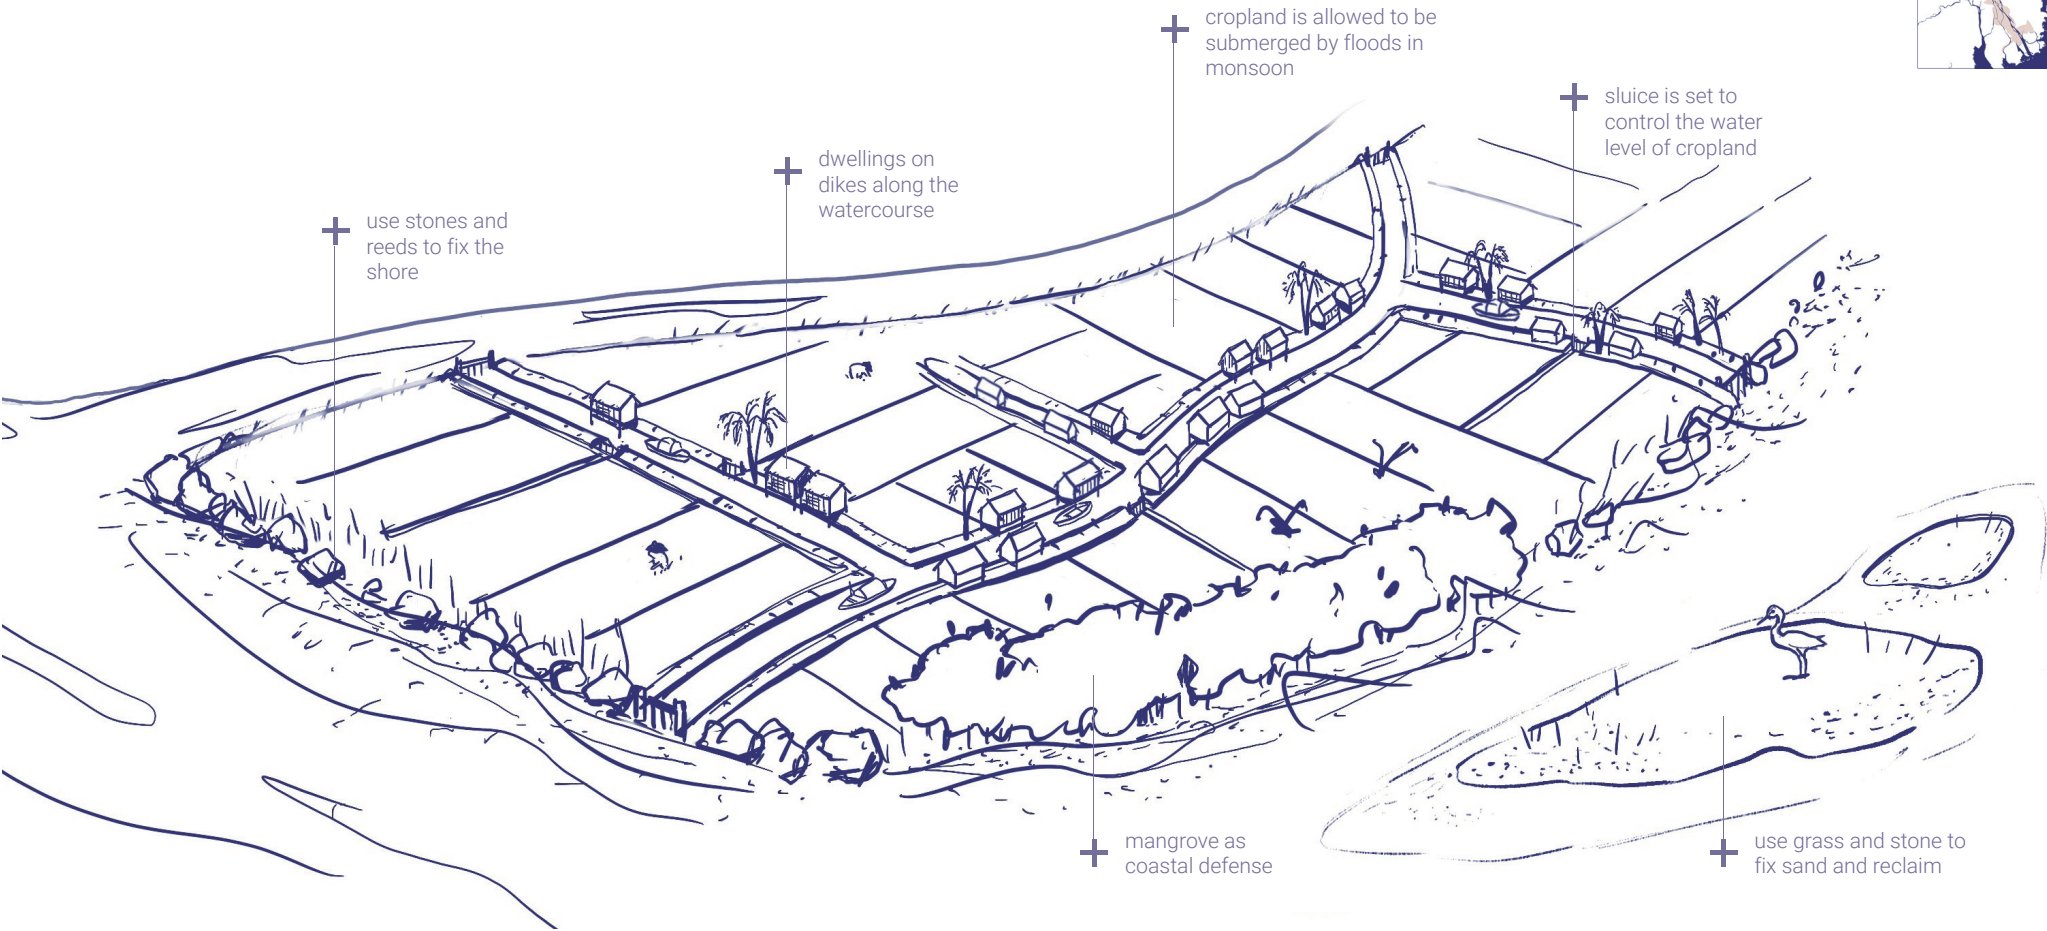 cropland is allowed to be
submerged by floods in
monsoon
sluice is set to
control the water
level of cropland
dwellings on
dikes along the
watercourse
use stones and
reeds to fix the
shore
mangrove as
coastal defense
use grass and stone to
fix sand and reclaim